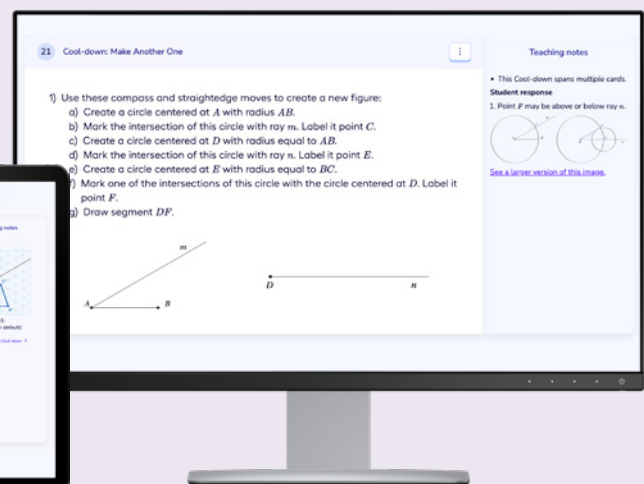 21 Cool-down: Make Another One
1) Use these compass and straightedge moves to create a new figure:
a) Create a circle centered at A with radius AB.
b) Mark the intersection of this circle with ray m. Label it point C.
c) Create a circle centered at D with radius equal to AB.
d) Mark the intersection of this circle with ray n. Label it point E.
e) Create a circle centered at E with radius equal to BC.
f) Mark one of the intersections of this circle with the circle centered at D. Label it
point F.
g) Draw segment DF.
m
A
B
D
n
Teaching notes
• This Cool-down spans multiple cards.
Student response
1. Point F may be above or below ray n.
See a larger version of this image.